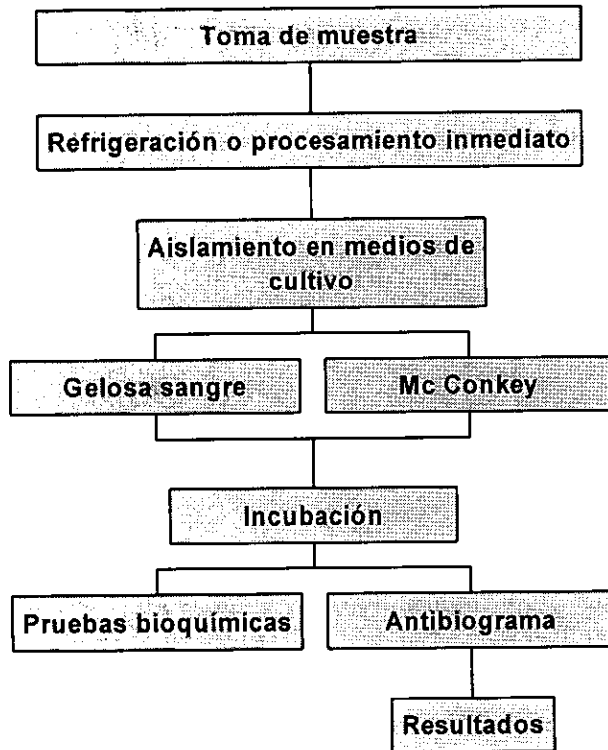 Toma de muestra
Refrigeración o procesamiento inmediato
Aislamiento en medios de
cultivo
Gelosa sangre
Mc Conkey
Incubación
Pruebas bioquímicas
Antibiograma
Resultados